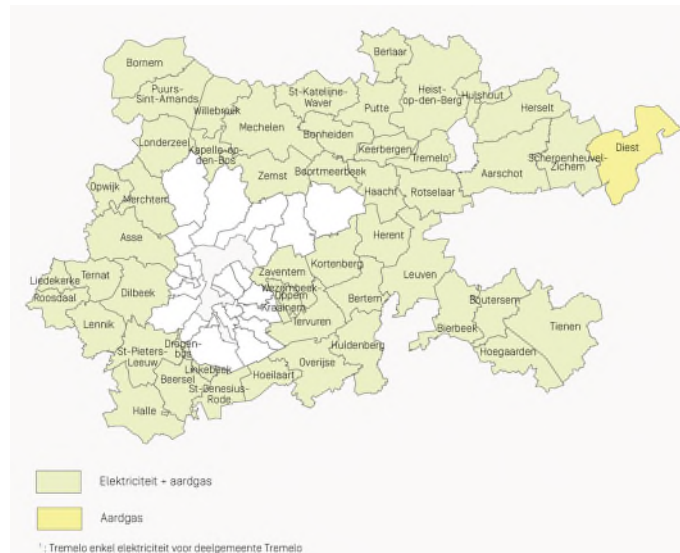 Berlaar
Bornem
Puurs-
Sint-Amands
St-Katelijne-
Waver
Putte
Heist-
op-den-Berg
Hulshout
Herselt
Willebroek
Mechelen
Bonheiden
Londerzeel
Kapelle-op-
den-Bos
Keerbergen
Tremelo¹
Scherpenheuvel-
Zichem
Diest
Zemst
Boortmeerbeek
Haacht
Rotselaar
Aarschot
Opwijk
Merchtem
Asse
Herent
Liedekerke
Ternat
Roosdaal
Dilbeek
Zaventem
Kortenberg
Leuven
Wezembeek-
Oppem
Kraainem
Bertem
Boutersem
Lennik
Tervuren
Bierbeek
Tienen
St-Pieters-
Leeuw
Drogen-
bos
Huldenberg
Hoegaarden
Linkebeek
Overijse
Beersel
St-Genesius-
Rode
Hoeilaart
Halle
Elektriciteit + aardgas
Aardgas
¹ : Tremelo enkel elektriciteit voor deelgemeente Tremelo